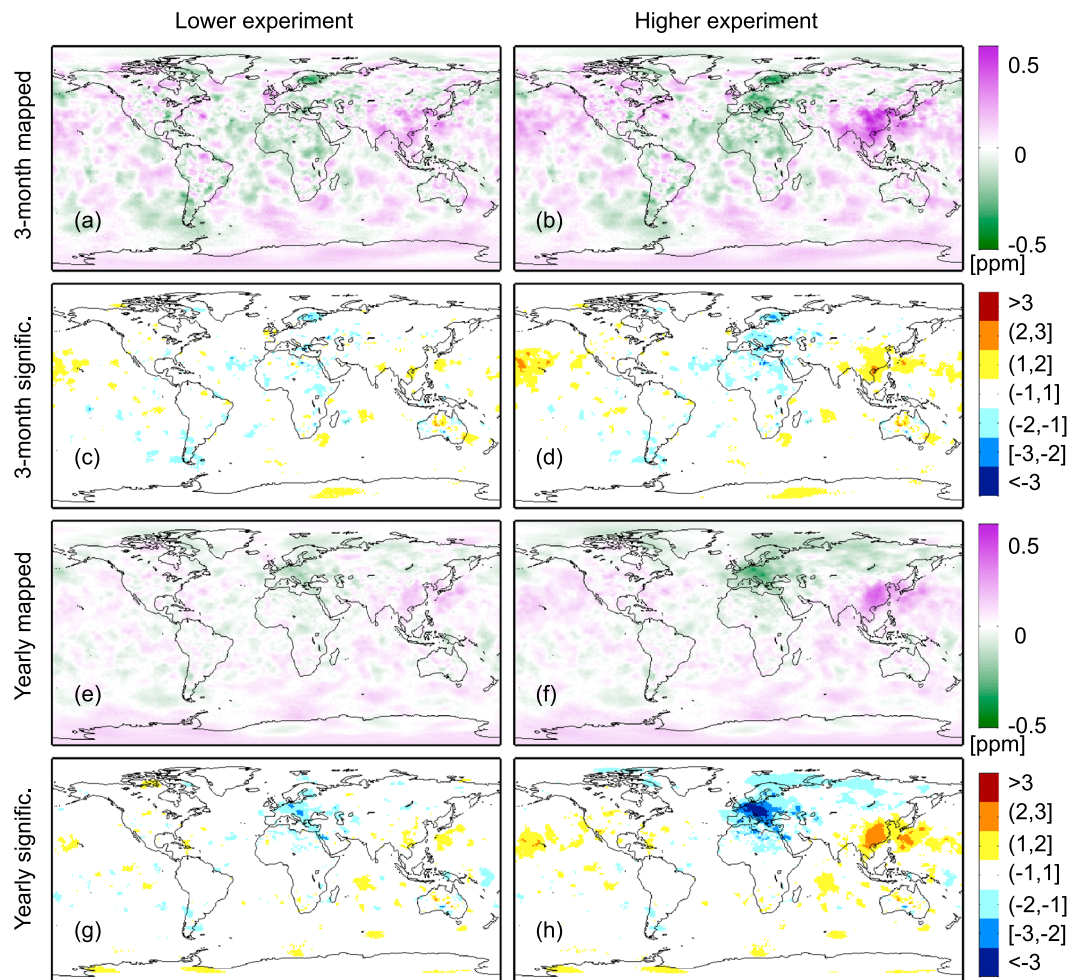 Lower experiment
Higher experiment
3-month mapped
(a)
(b)
0.5
0
-0.5
[ppm]
3-month signific.
(c)
(d)
>3
(2,3]
(1,2]
(-1,1]
(-2,-1]
[-3,-2]
<-3
Yearly mapped
(e)
(f)
0.5
0
-0.5
[ppm]
Yearly signific.
(g)
(h)
>3
(2,3]
(1,2]
(-1,1]
(-2,-1]
[-3,-2]
<-3